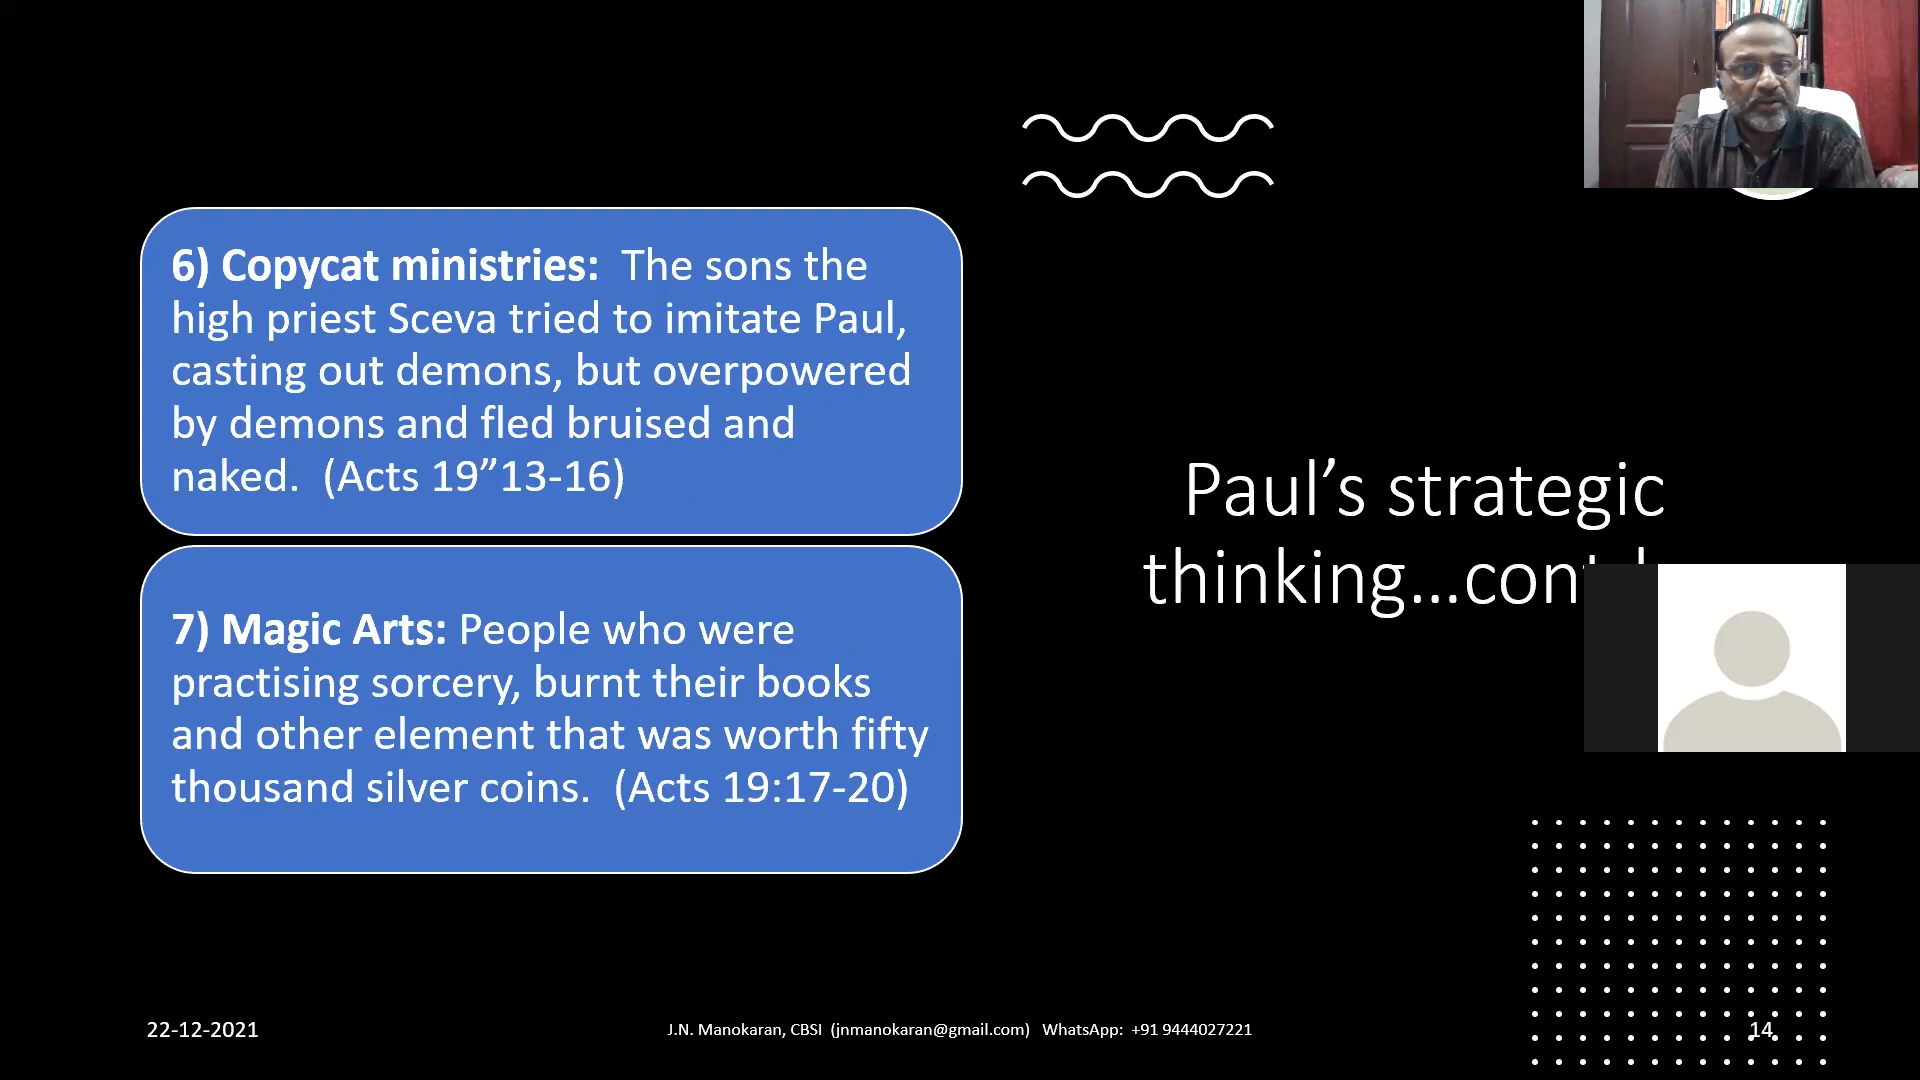 6) Copycat ministries:  The sons the
high priest Sceva tried to imitate Paul,
casting out demons, but overpowered
by demons and fled bruised and
naked.  (Acts 19”13-16)
7) Magic Arts: People who were
practising sorcery, burnt their books
and other element that was worth fifty
thousand silver coins.  (Acts 19:17-20)
Paul’s strategic
22-12-2021
J.N. Manokaran, CBSI  (jnmanokaran@gmail.com)   WhatsApp:  +91 9444027221
14